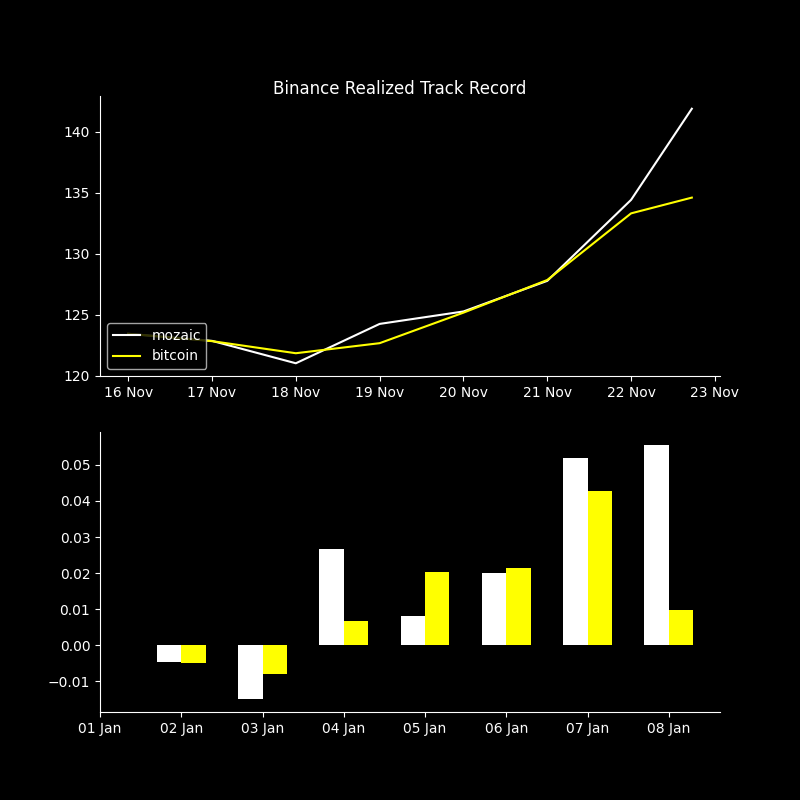 Binance Realized Track Record
140
135
130
125
120
mozaic
bitcoin
16 Nov 17 Nov 18 Nov 19 Nov 20 Nov 21 Nov 22 Nov 23 Nov
0.05
0.04
0.03
0.02
0.01
0.00
−0.01
01 Jan 02 Jan 03 Jan 04 Jan 05 Jan 06 Jan 07 Jan 08 Jan